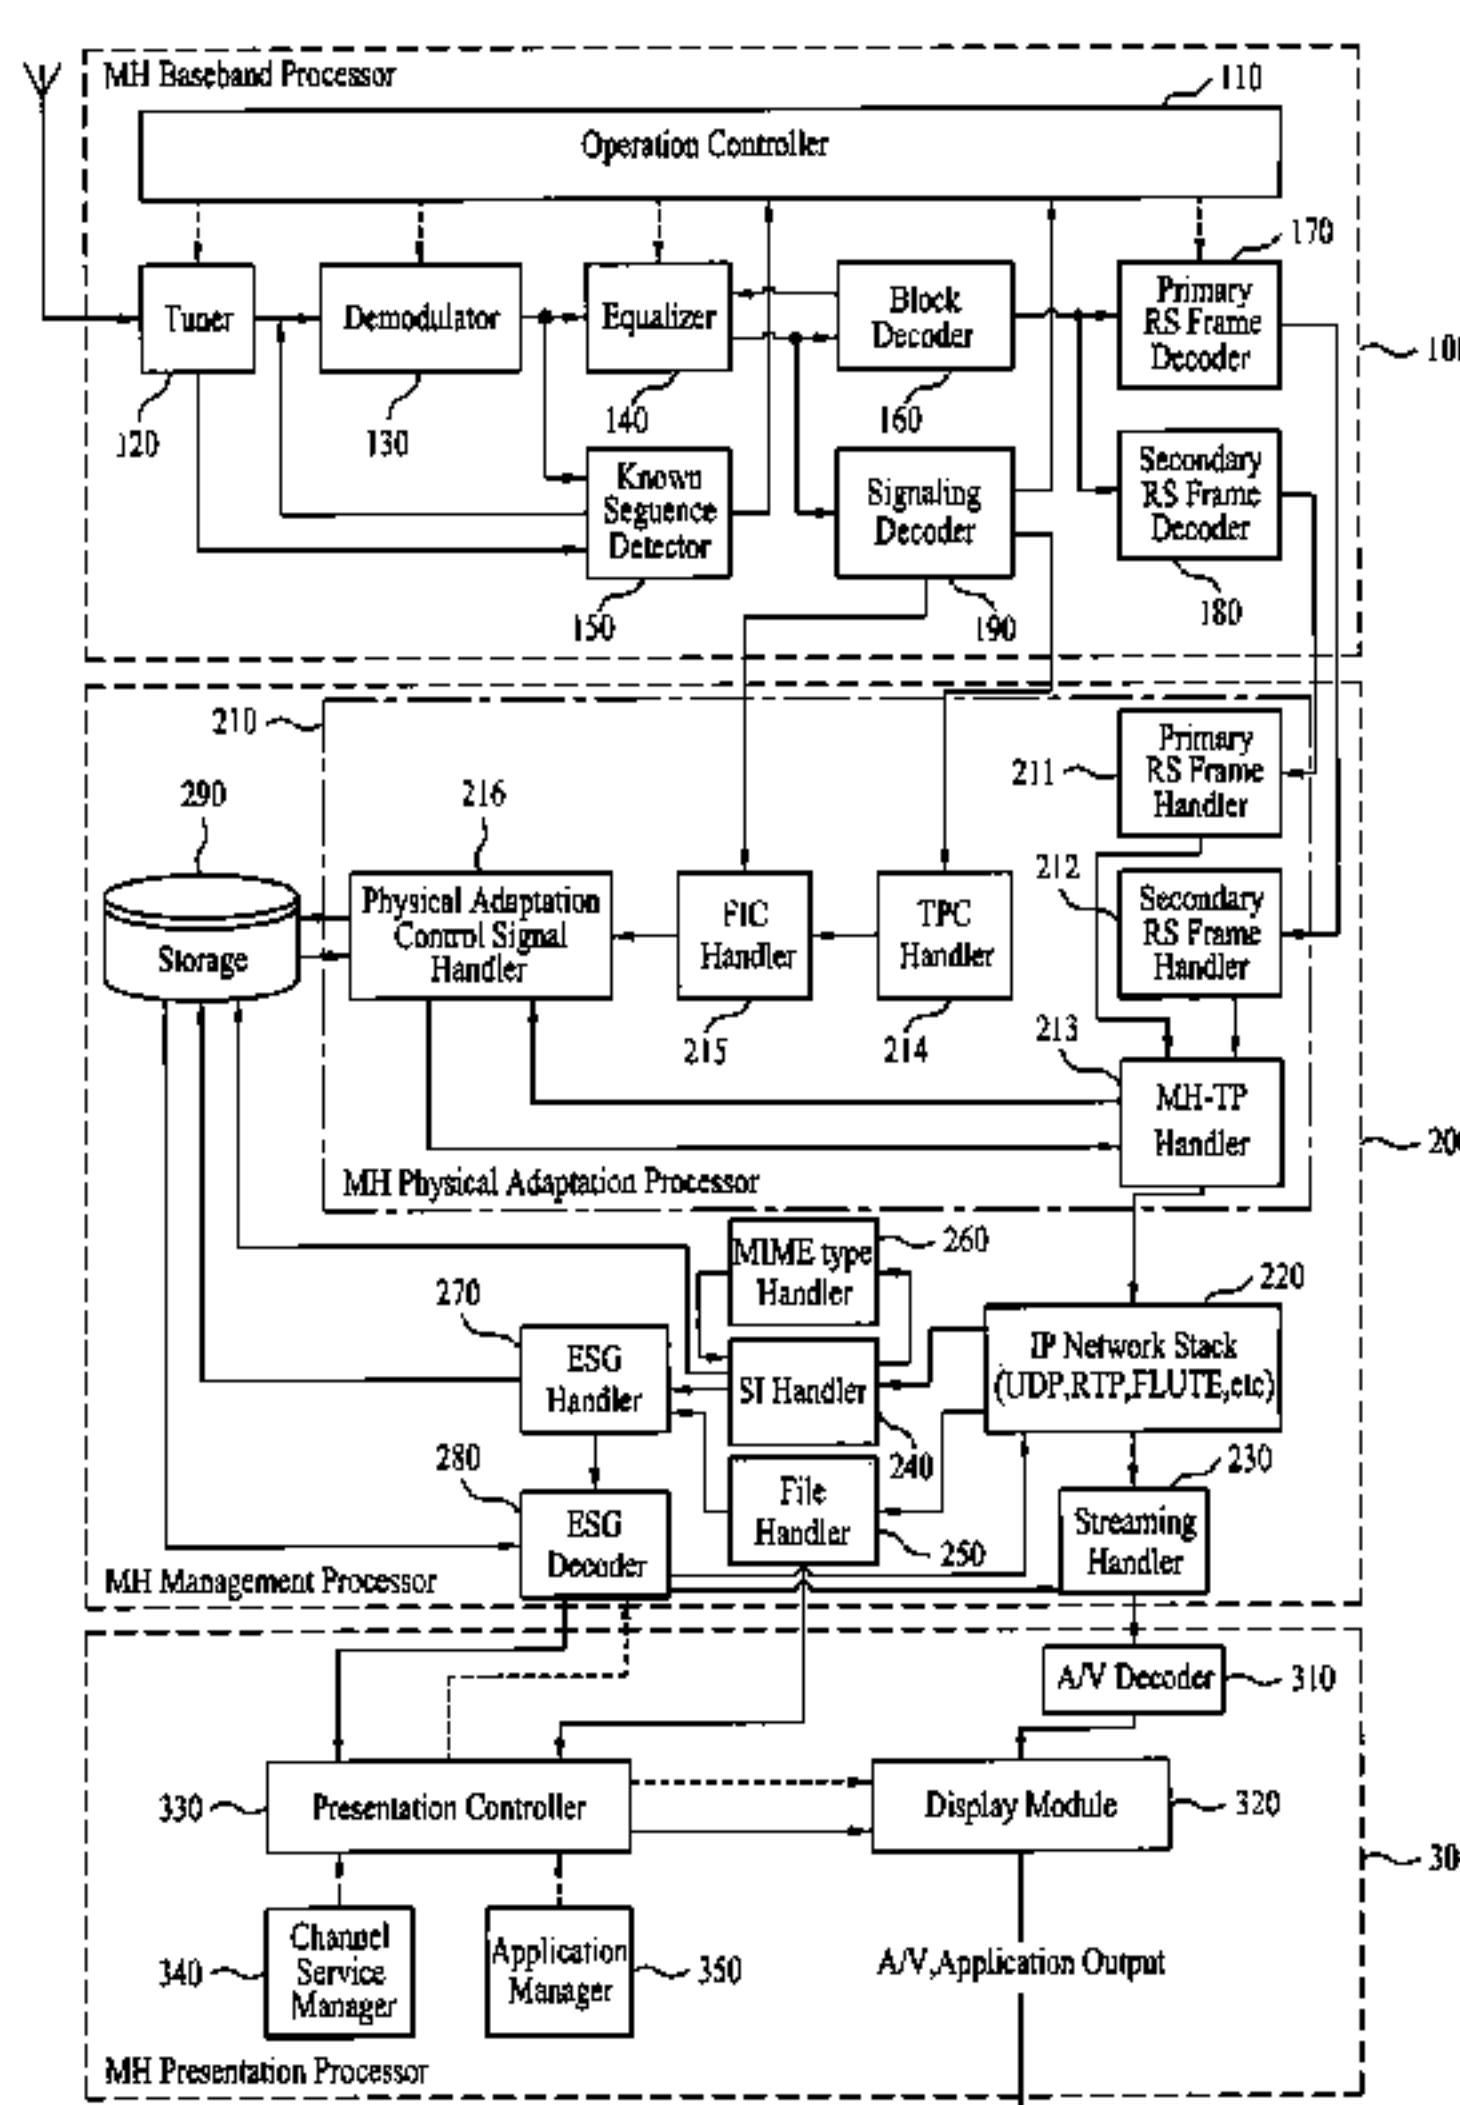 MH Baseband Processor
110
Operation Controller
170
Tuner
Demodulator
Equalizer
Block
Decoder
Primary
RS Frame
Decoder
120
130
140
160
Known
Seguence
Detector
Signaling
Decoder
Secondary
RS Frame
Decoder
150
190
180
210
Primary
RS Frame
Handler
211
290
216
212
Storage
Physical Adaptation
Control Signal
Handler
FIC
Handler
TPC
Handler
Secondary
RS Frame
Handler
215
214
213
MH-TP
Handler
MH Physical Adaptation Processor
MIME type
Handler
260
270
220
ESG
Handler
SI Handler
IP Network Stack
(UDP,RTP,FLUTE,etc)
280
240
230
ESG
Decoder
File
Handler
250
Streaming
Handler
MH Management Processor
A/V Decoder
310
330
Presentation Controller
Display Module
320
340
Channel
Service
Manager
Application
Manager
350
A/V,Application Output
MH Presentation Processor